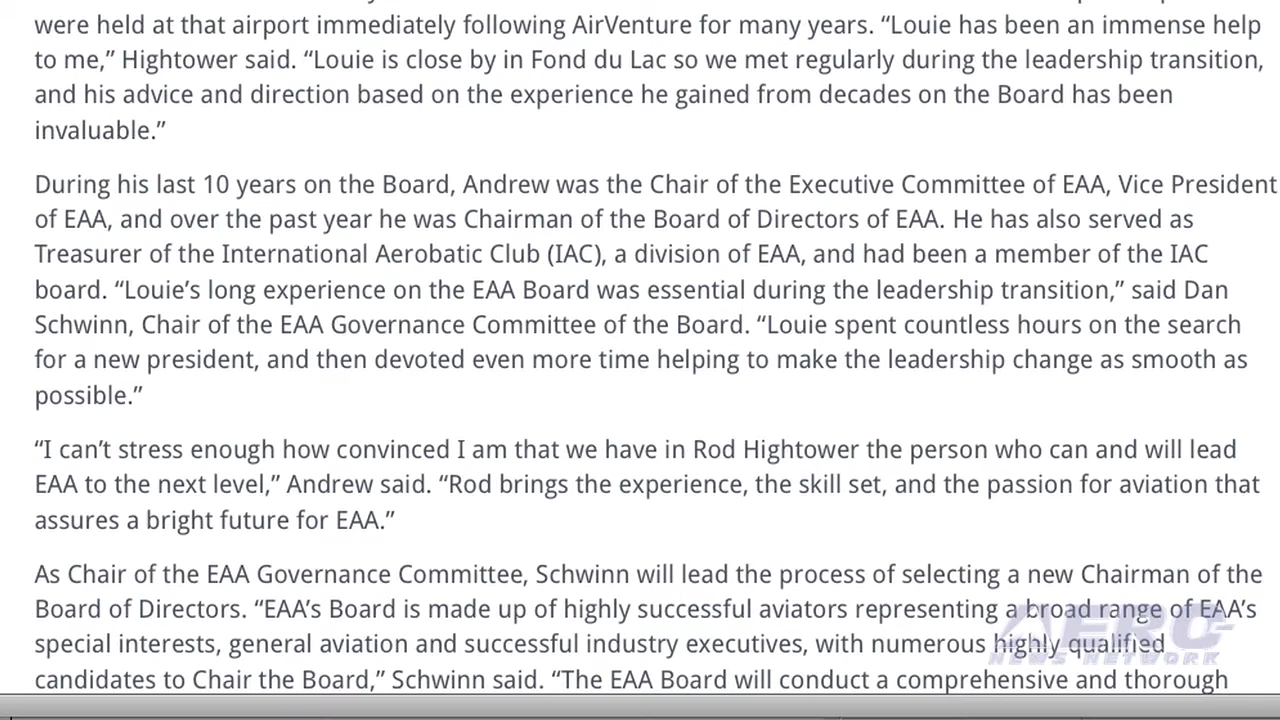 were held at that airport immediately following AirVenture for many years. “Louie has been an immense help
to me,” Hightower said. “Louie is close by in Fond du Lac so we met regularly during the leadership transition,
and his advice and direction based on the experience he gained from decades on the Board has been
invaluable.”
During his last 10 years on the Board, Andrew was the Chair of the Executive Committee of EAA, Vice President
of EAA, and over the past year he was Chairman of the Board of Directors of EAA. He has also served as
Treasurer of the International Aerobatic Club (IAC), a division of EAA, and had been a member of the IAC
board. “Louie’s long experience on the EAA Board was essential during the leadership transition,” said Dan
Schwinn, Chair of the EAA Governance Committee of the Board. “Louie spent countless hours on the search
for a new president, and then devoted even more time helping to make the leadership change as smooth as
possible.”
“I can’t stress enough how convinced I am that we have in Rod Hightower the person who can and will lead
EAA to the next level,” Andrew said. “Rod brings the experience, the skill set, and the passion for aviation that
assures a bright future for EAA.”
As Chair of the EAA Governance Committee, Schwinn will lead the process of selecting a new Chairman of the
Board of Directors. “EAA’s Board is made up of highly successful aviators representing a broad range of EAA’s
special interests, general aviation and successful industry executives, with numerous highly qualified
candidates to Chair the Board,” Schwinn said. “The EAA Board will conduct a comprehensive and thorough
AERO
NEWS NETWORK